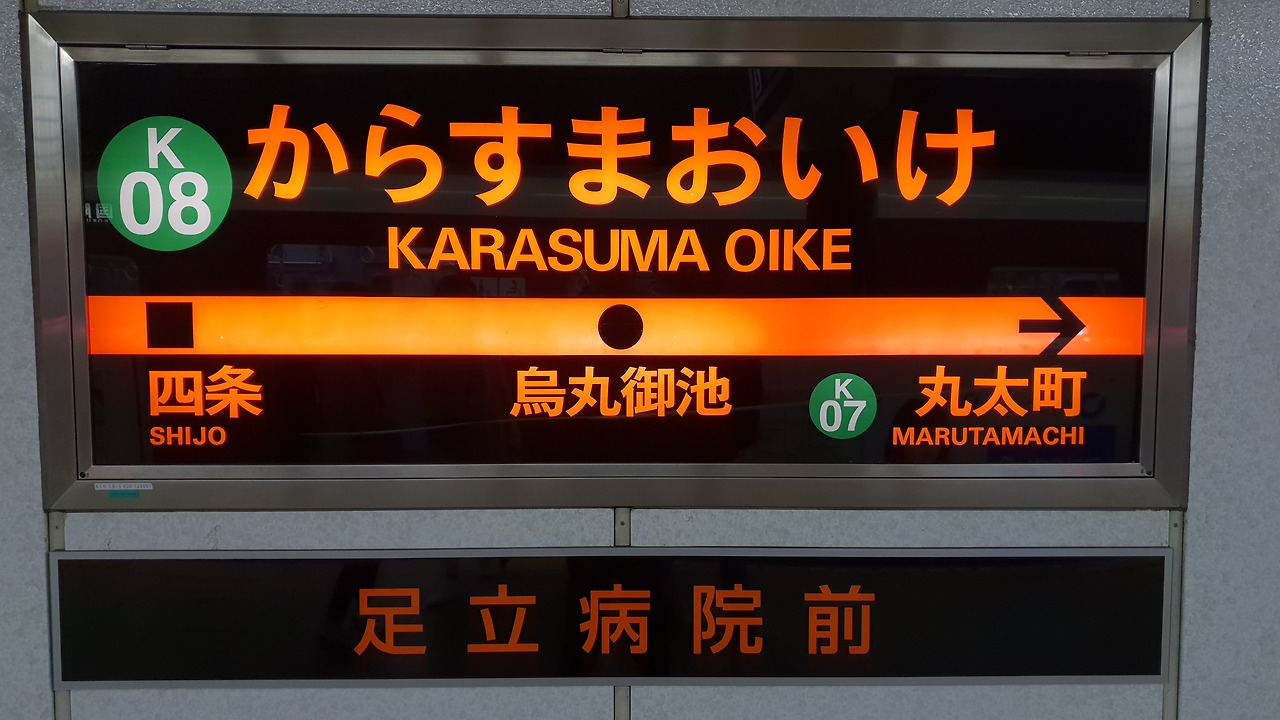 K
08
からすまおいけ
KARASUMA OIKE
四条
SHIJO
烏丸御池
K
07
丸太町
MARUTAMACHI
足立病院前